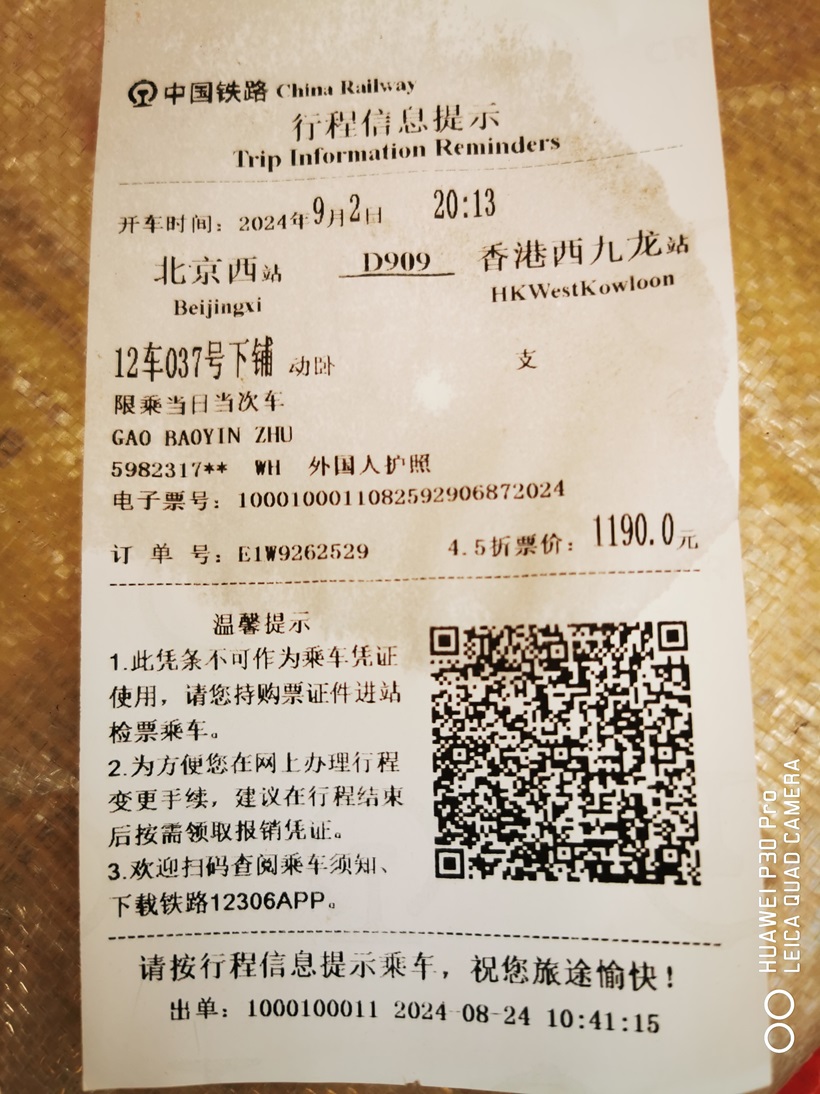 中国铁路 China Railway
行程信息提示
Trip Information Reminders
开车时间：2024年9月2日 20:13
北京西站 D909 香港西九龙站
Beijingxi HKWestKowloon
12车037号下铺 动卧 支
限乘当日当次车
GAO BAOYIN ZHU
5982317** WH 外国人护照
电子票号：1000100011082592906872024
订 单 号：E1W9262529 4.5折票价：1190.0元
温馨提示
1.此凭条不可作为乘车凭证
使用，请您持购票证件进站
检票乘车。
2.为方便您在网上办理行程
变更手续，建议在行程结束
后按需领取报销凭证。
3.欢迎扫码查阅乘车须知、
下载铁路12306APP。
请按行程信息提示乘车，祝您旅途愉快！
出单：1000100011 2024-08-24 10:41:15
HUAWEI P30 Pro
LEICA QUAD CAMERA